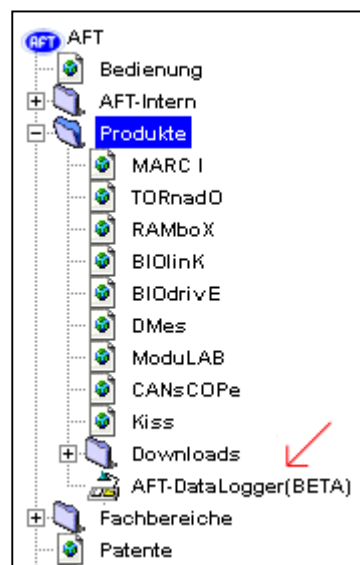 AFT AFT
Bedienung
AFT-Intern
Produkte
MARC I
TORnadO
RAMboX
BIOlinK
BIOdrivE
DMes
ModuLAB
CANsCOPe
Kiss
Downloads
AFT-DataLogger(BETA)
Fachbereiche
Patente